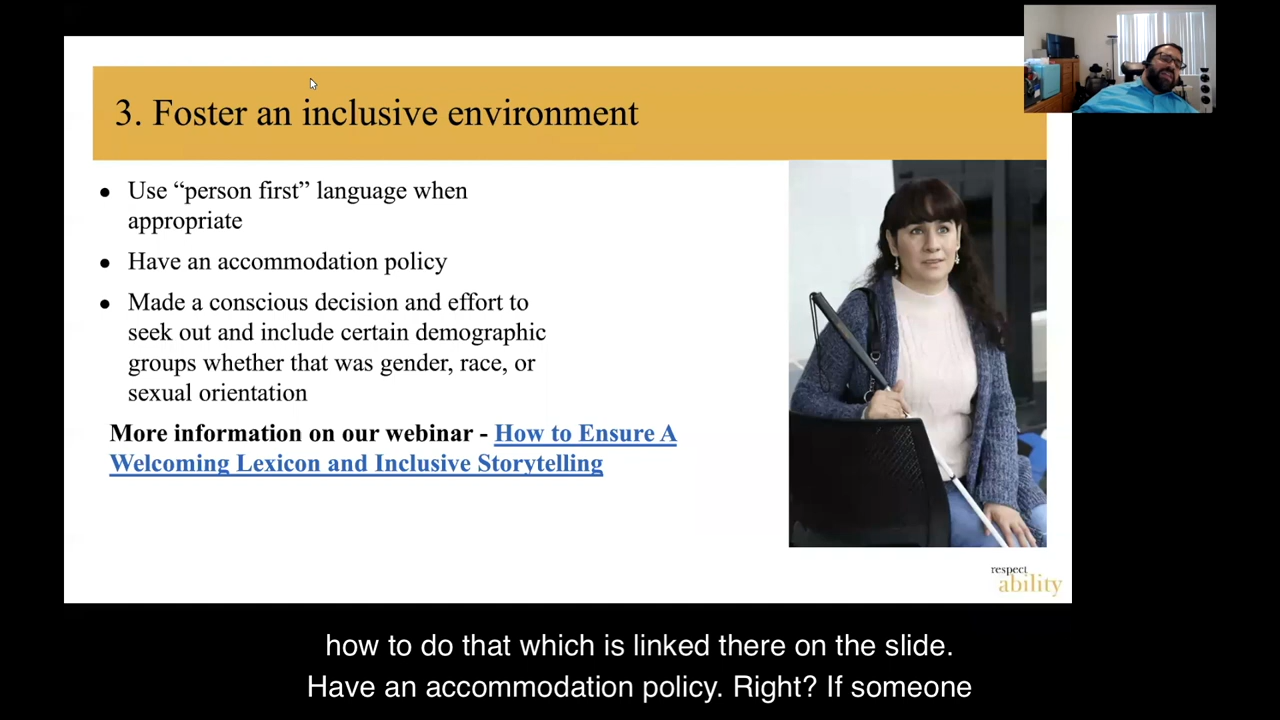 3. Foster an inclusive environment
● Use “person first” language when
appropriate
● Have an accommodation policy
● Made a conscious decision and effort to
seek out and include certain demographic
groups whether that was gender, race, or
sexual orientation
More information on our webinar - How to Ensure A
Welcoming Lexicon and Inclusive Storytelling
respect
ability
how to do that which is linked there on the slide.
Have an accommodation policy. Right? If someone